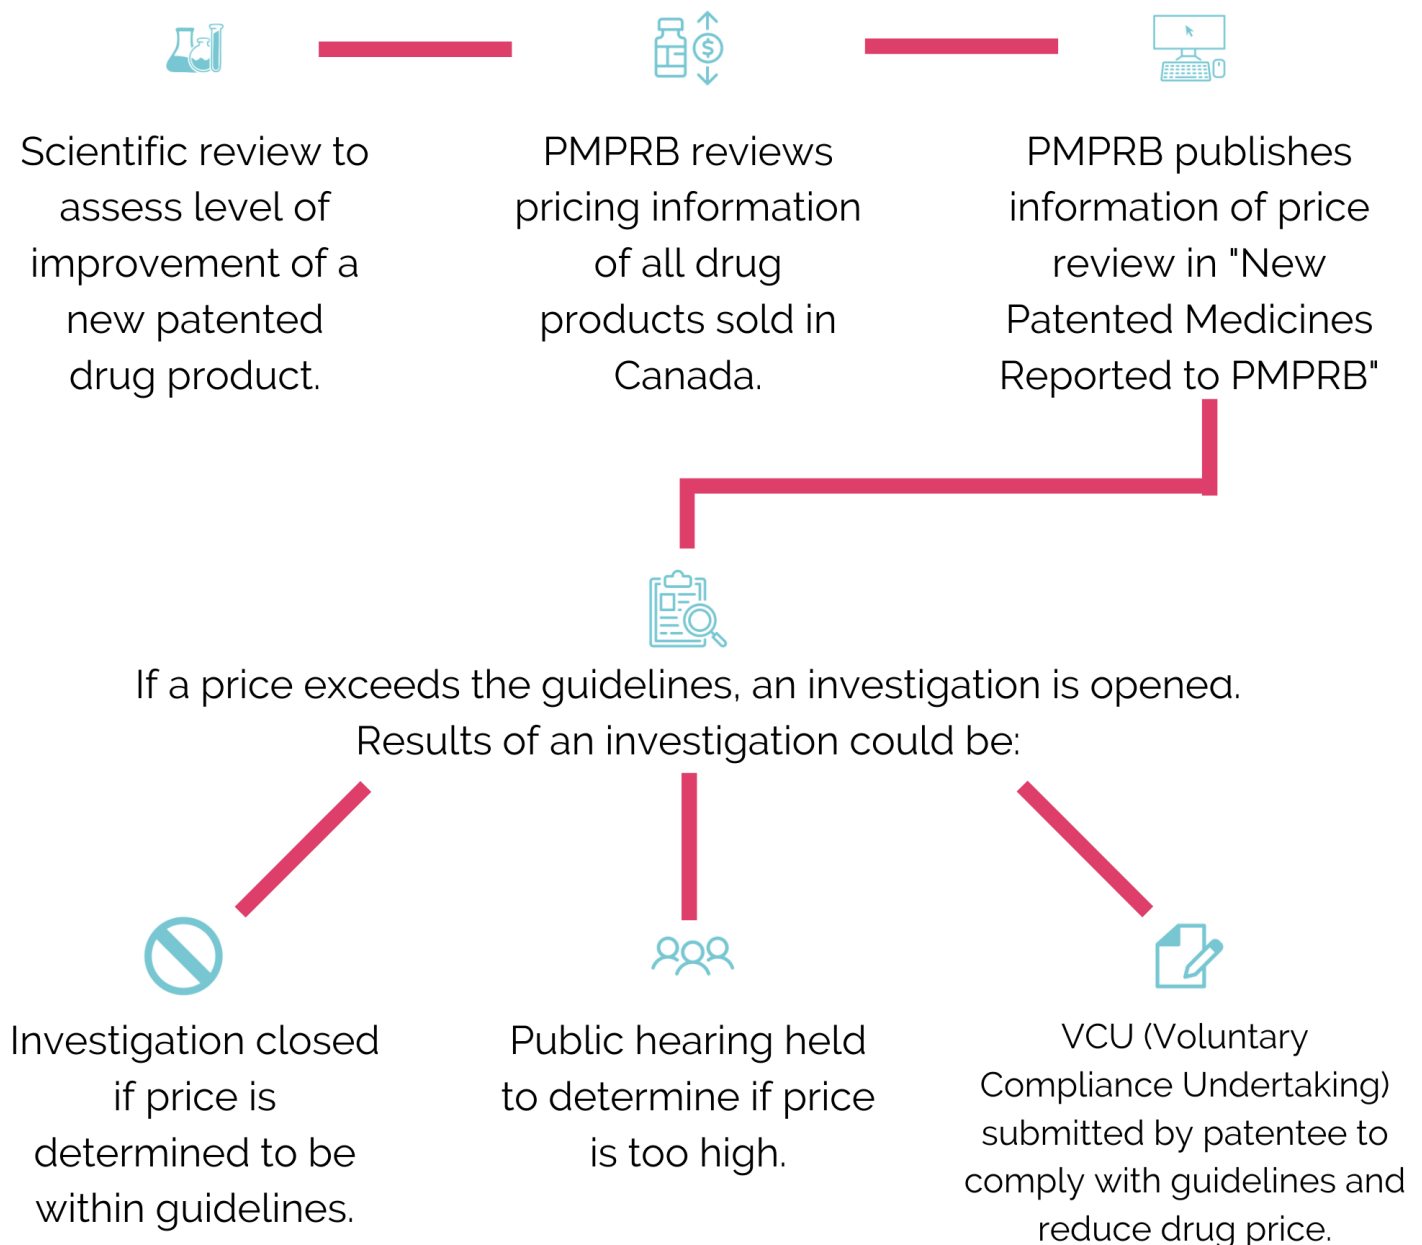 Scientific review to
assess level of
improvement of a
new patented
drug product.
$
PMPRB reviews
pricing information
of all drug
products sold in
Canada.
PMPRB publishes
information of price
review in "New
Patented Medicines
Reported to PMPRB"
If a price exceeds the guidelines, an investigation is opened.
Results of an investigation could be:
Investigation closed
if price is
determined to be
within guidelines.
Public hearing held
to determine if price
is too high.
VCU (Voluntary
Compliance Undertaking)
submitted by patentee to
comply with guidelines and
reduce drug price.